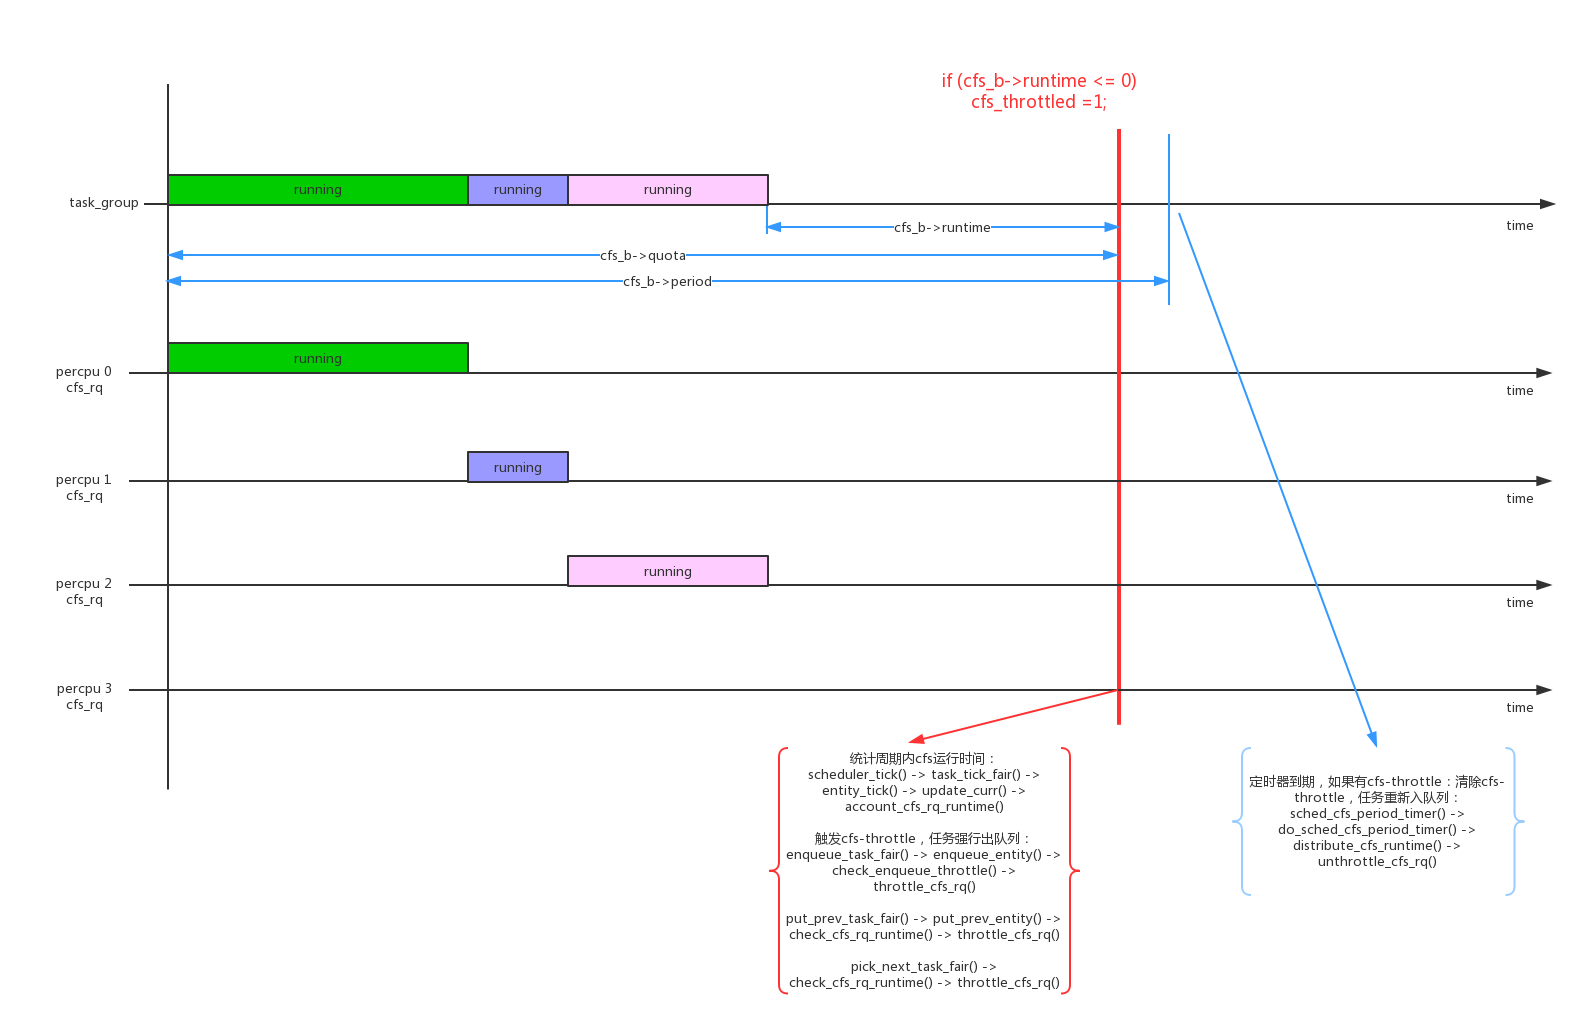 if (cfs_b->runtime <= 0)
cfs_throttled =1;
running
running
running
task_group
time
cfs_b->runtime
cfs_b->quota
cfs_b->period
running
percpu 0
cfs_rq
time
running
percpu 1
cfs_rq
time
running
percpu 2
cfs_rq
time
percpu 3
cfs_rq
time
统计周期内cfs运行时间：
scheduler_tick() -> task_tick_fair() ->
entity_tick() -> update_curr() ->
account_cfs_rq_runtime()
触发cfs-throttle，任务强行出队列：
enqueue_task_fair() -> enqueue_entity() ->
check_enqueue_throttle() ->
throttle_cfs_rq()
put_prev_task_fair() -> put_prev_entity() ->
check_cfs_rq_runtime() -> throttle_cfs_rq()
pick_next_task_fair() ->
check_cfs_rq_runtime() -> throttle_cfs_rq()
定时器到期，如果有cfs-throttle：清除cfs-
throttle，任务重新入队列：
sched_cfs_period_timer() ->
do_sched_cfs_period_timer() ->
distribute_cfs_runtime() ->
unthrottle_cfs_rq()